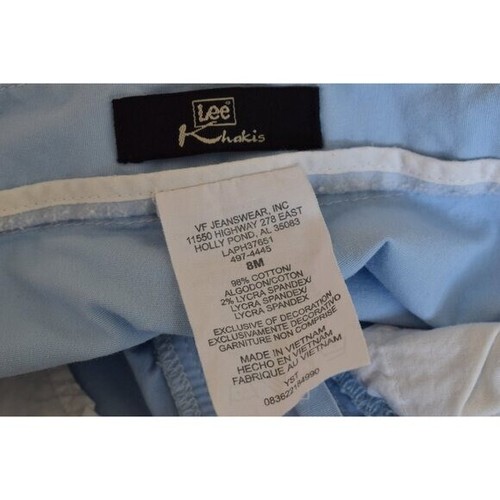 Lee
Khakis
VF JEANSWEAR, INC
11550 HIGHWAY 278 EAST
HOLLY POND, AL 35083
LAPH37651
497-4445
8M
98% COTTON/
ALGODON/COTON
2% LYCRA SPANDEX/
LYCRA SPANDEX/
LYCRA SPANDEX
EXCLUSIVE OF DECORATION
EXCLUSIVAMENTE DECORATIVO
GARNITURE NON COMPRISE
MADE IN VIETNAM
HECHO EN VIETNAM
FABRIQUE AU VIETNAM
YST
083622184990